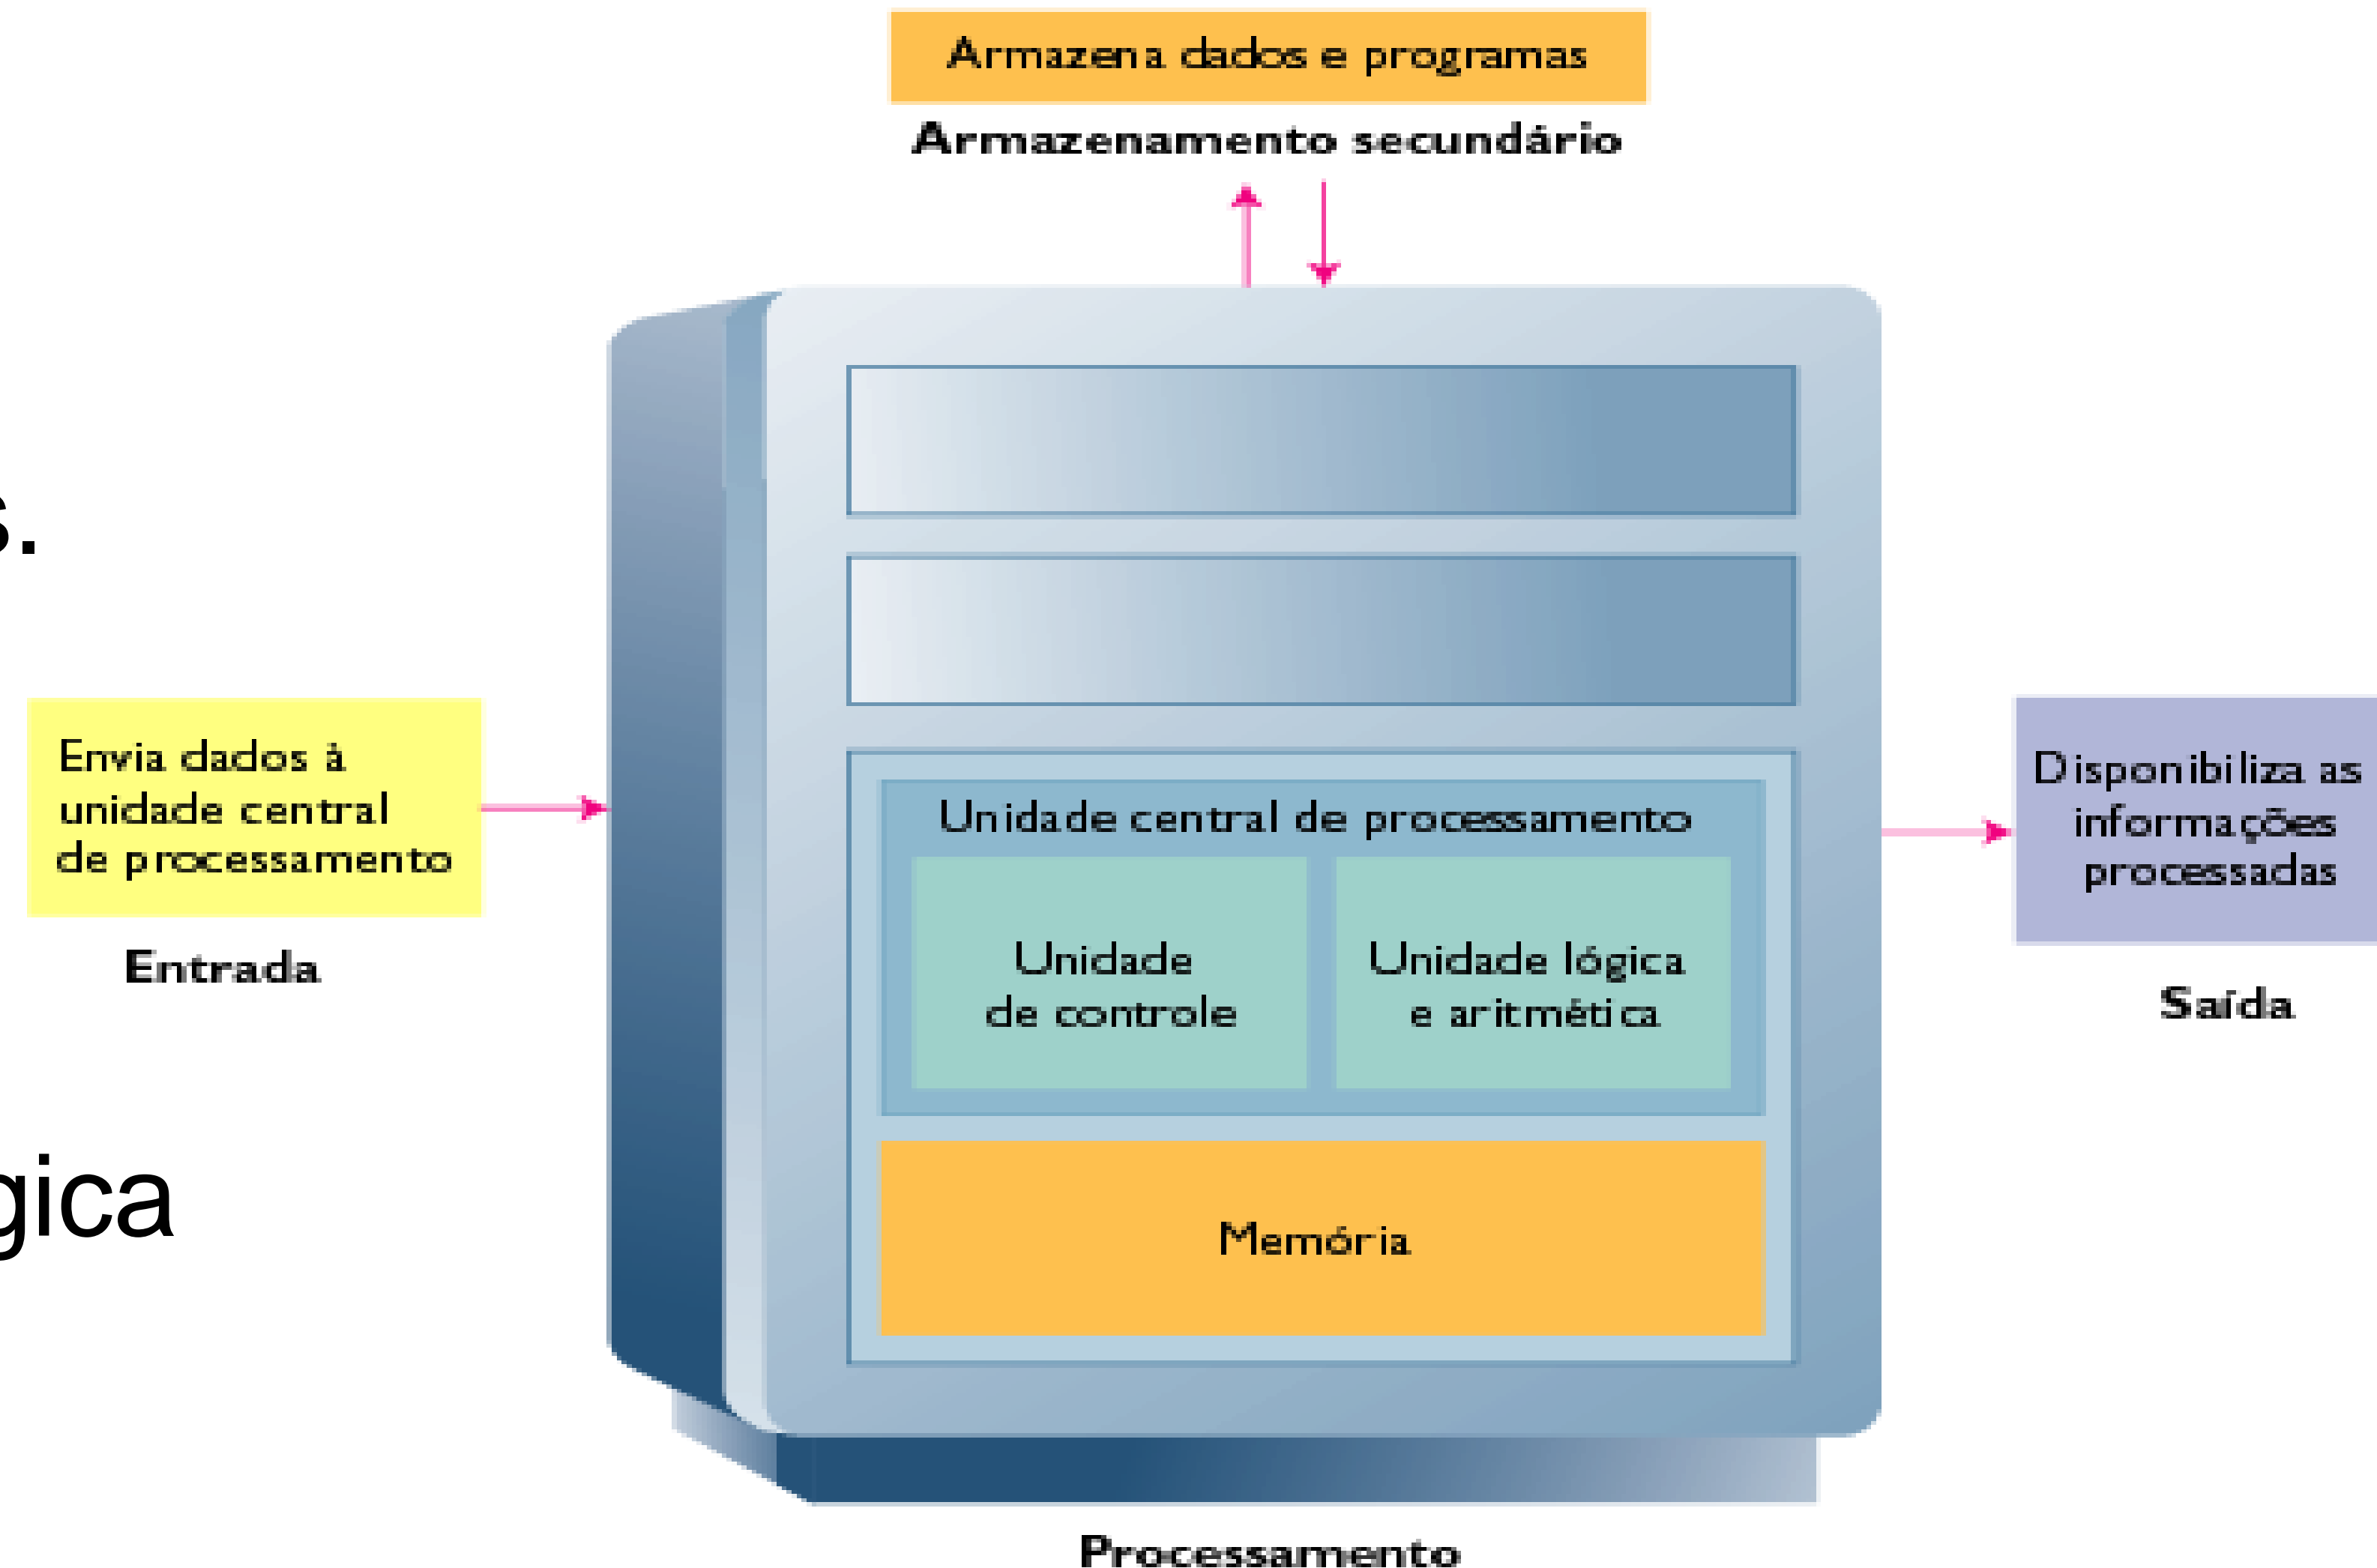 Armazena dados e programas
Armazenamento secundário
s.
Envia dados à
unidade central
de processamento
Entrada
Unidade central de processamento
Unidade
de controle
Unidade lógica
e aritmética
Memória
Disponibiliza as
informações
processadas
Saída
gica
Processamento